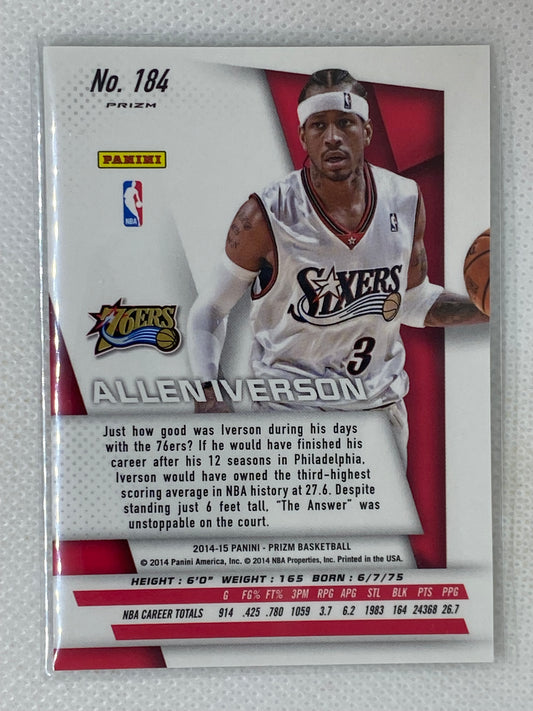 No. 184
PRIZM
PANINI
NBA
SIXERS
3
76ERS
ALLEN IVERSON
Just how good was Iverson during his days
with the 76ers? If he would have finished his
career after his 12 seasons in Philadelphia,
Iverson would have owned the third-highest
scoring average in NBA history at 27.6. Despite
standing just 6 feet tall, "The Answer" was
unstoppable on the court.
2014-15 PANINI - PRIZM BASKETBALL
© 2014 Panini America, Inc. © 2014 NBA Properties, Inc. Printed in the USA.
HEIGHT : 6'0" WEIGHT : 165 BORN : 6/7/75
G FG% FT% 3PM RPG APG STL BLK PTS PPG
NBA CAREER TOTALS 914 .425 .780 1059 3.7 6.2 1983 164 24368 26.7